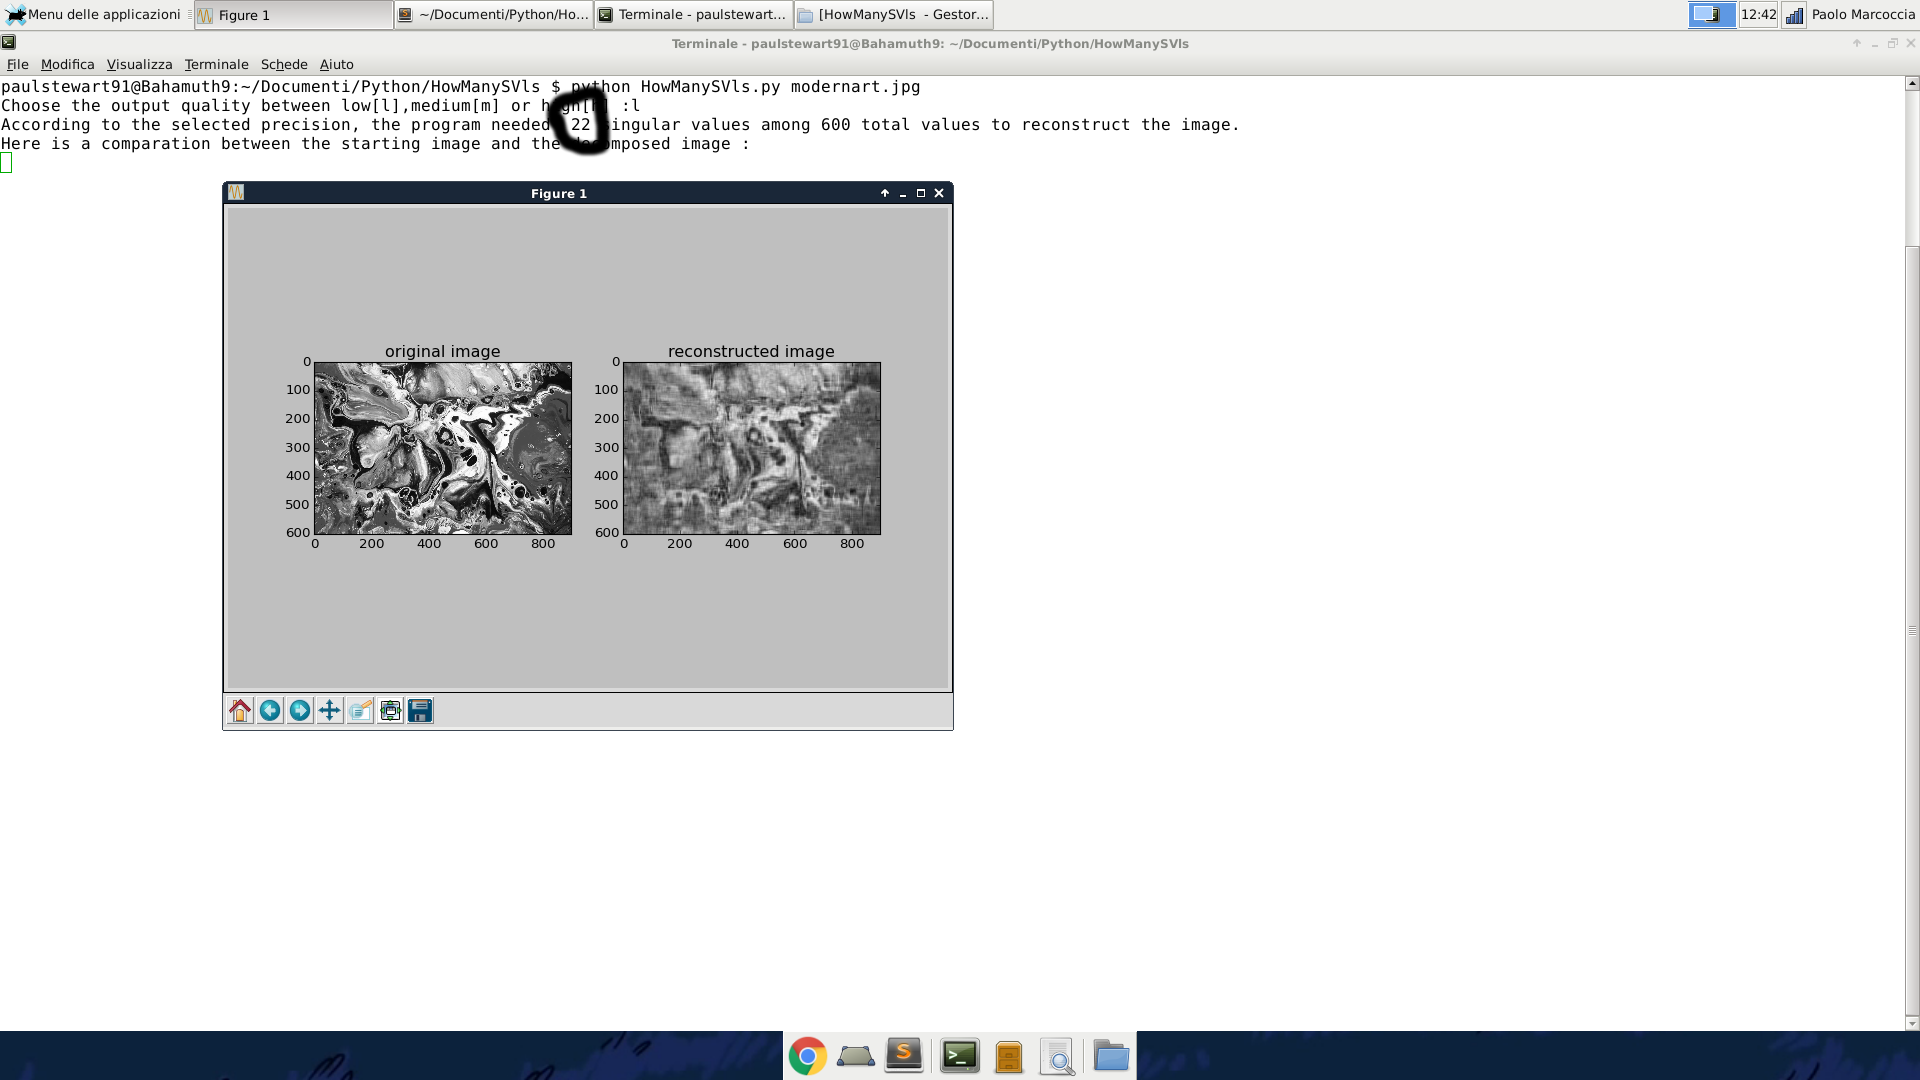 Menu delle applicazioni
Figure 1
~/Documenti/Python/Ho...
Terminale - paulstewart...
[HowManySVls - Gestor...
12:42
Paolo Marcoccia
Terminale - paulstewart91@Bahamuth9: ~/Documenti/Python/HowManySVls
File Modifica Visualizza Terminale Schede Aiuto
paulstewart91@Bahamuth9:~/Documenti/Python/HowManySVls $ python HowManySVls.py modernart.jpg
Choose the output quality between low[l],medium[m] or high[h] :l
According to the selected precision, the program needed 22 singular values among 600 total values to reconstruct the image.
Here is a comparation between the starting image and the decomposed image :
Figure 1
original image
0
100
200
300
400
500
600
0 200 400 600 800
reconstructed image
0
100
200
300
400
500
600
0 200 400 600 800